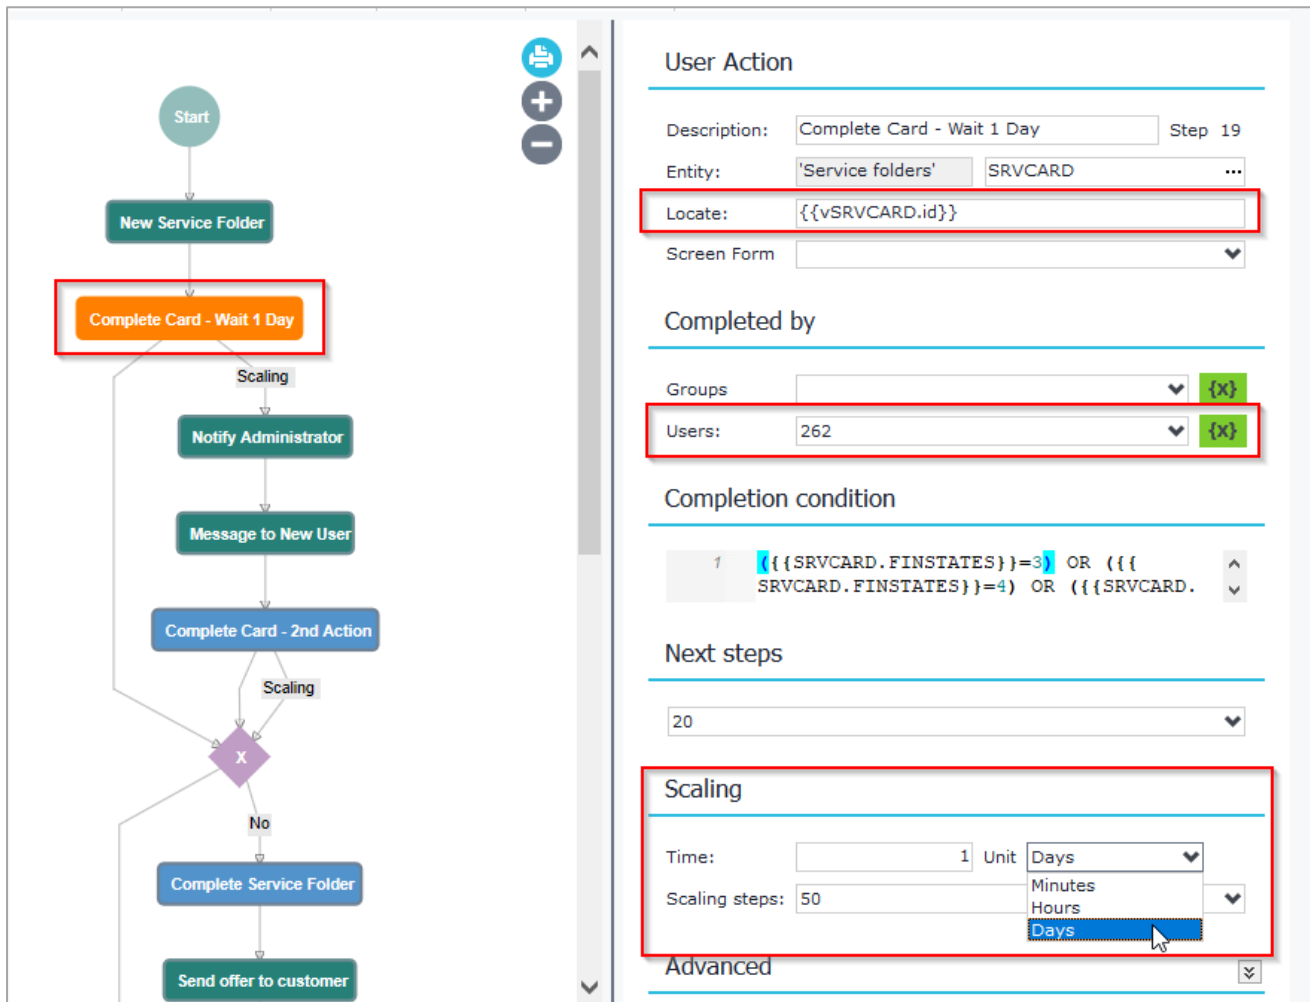 Start
New Service Folder
Complete Card - Wait 1 Day
Scaling
Notify Administrator
Message to New User
Complete Card - 2nd Action
Scaling
X
No
Complete Service Folder
Send offer to customer
User Action
Description: Complete Card - Wait 1 Day Step 19
Entity: 'Service folders' SRVCARD ...
Locate: {{vSRVCARD.id}}
Screen Form
Completed by
Groups {x}
Users: 262 {x}
Completion condition
1 ({{SRVCARD.FINSTATES}}=3) OR ({{
SRVCARD.FINSTATES}}=4) OR ({{SRVCARD.
Next steps
20
Scaling
Time: 1 Unit Days
Minutes
Scaling steps: 50
Hours
Days
Advanced